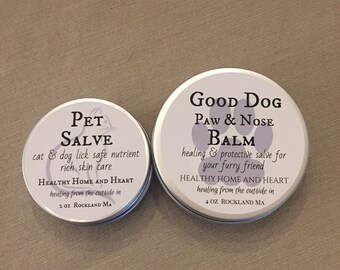 Pet
Salve
cat & dog lick safe nutrient
rich skin care
Healthy Home and Heart
healing from the outside in
2 oz Rockland Ma
Good Dog
Paw & Nose
Balm
healing & protective salve for
your furry friend
Healthy Home and Heart
healing from the outside in
4 oz Rockland Ma